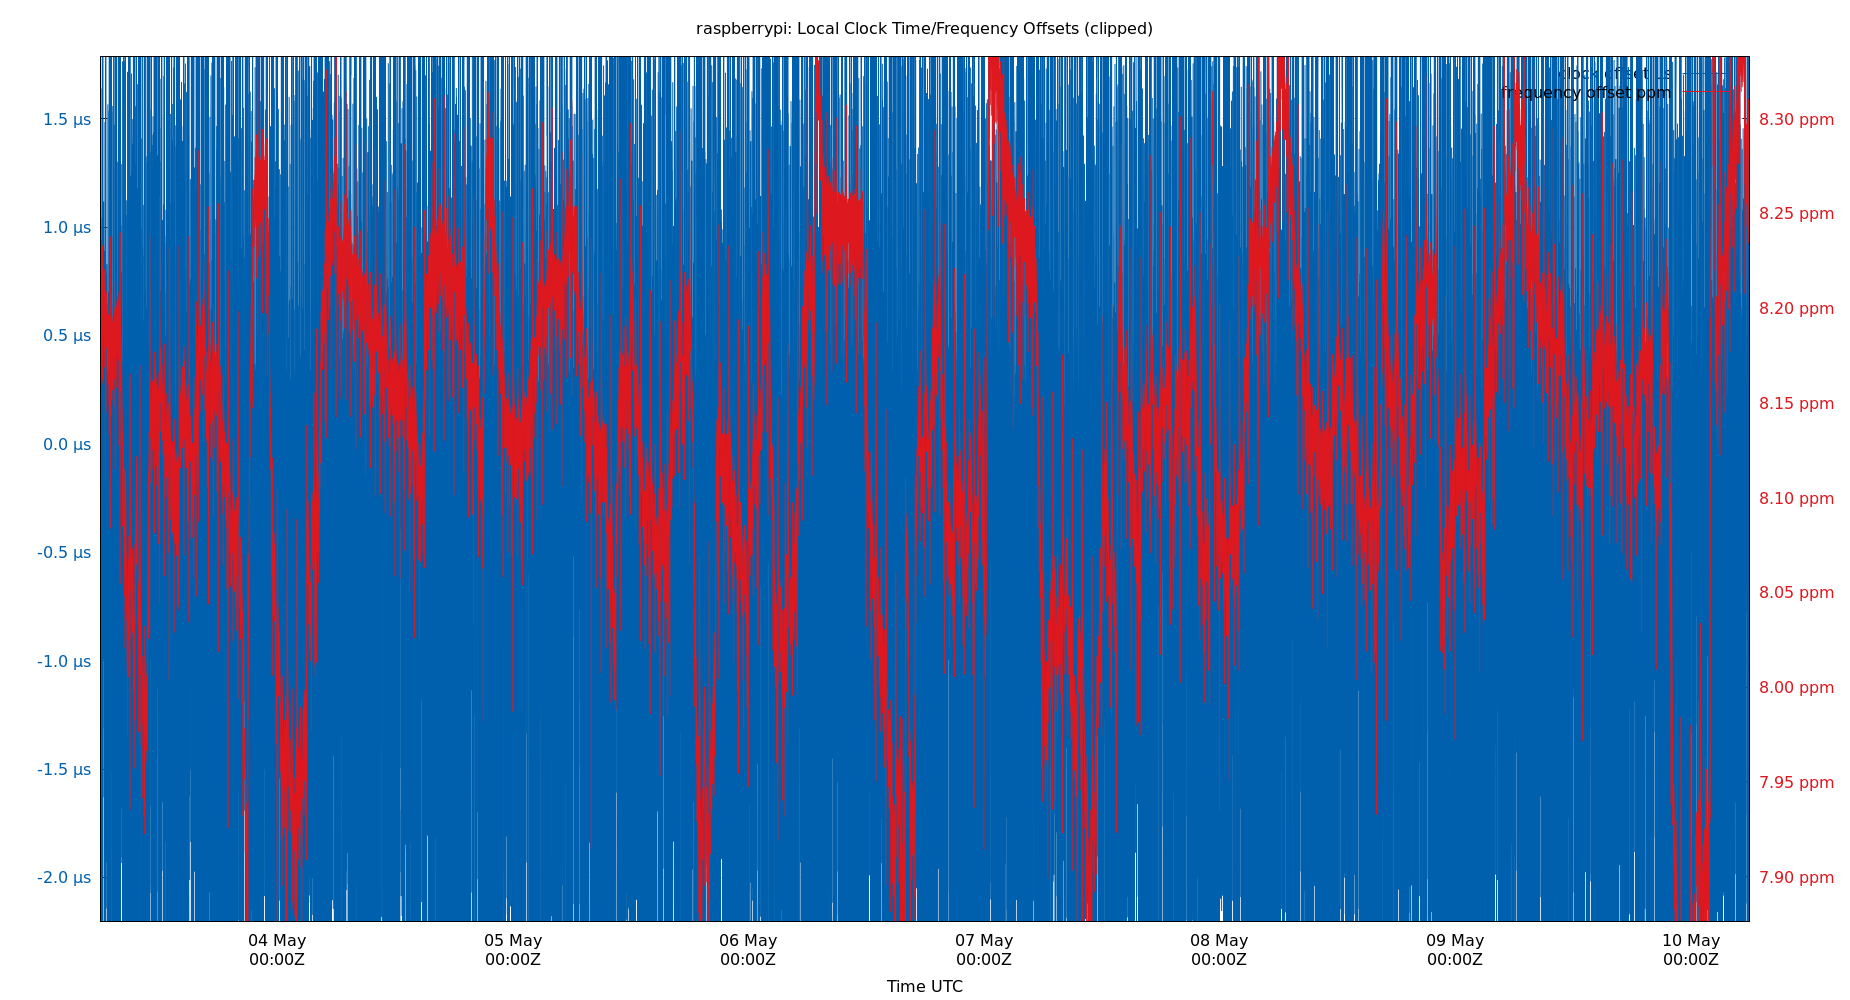 raspberrypi: Local Clock Time/Frequency Offsets (clipped)
clock offset µs
frequency offset ppm
1.5 µs
1.0 µs
0.5 µs
0.0 µs
-0.5 µs
-1.0 µs
-1.5 µs
-2.0 µs
8.30 ppm
8.25 ppm
8.20 ppm
8.15 ppm
8.10 ppm
8.05 ppm
8.00 ppm
7.95 ppm
7.90 ppm
04 May
00:00Z
05 May
00:00Z
06 May
00:00Z
07 May
00:00Z
08 May
00:00Z
09 May
00:00Z
10 May
00:00Z
Time UTC